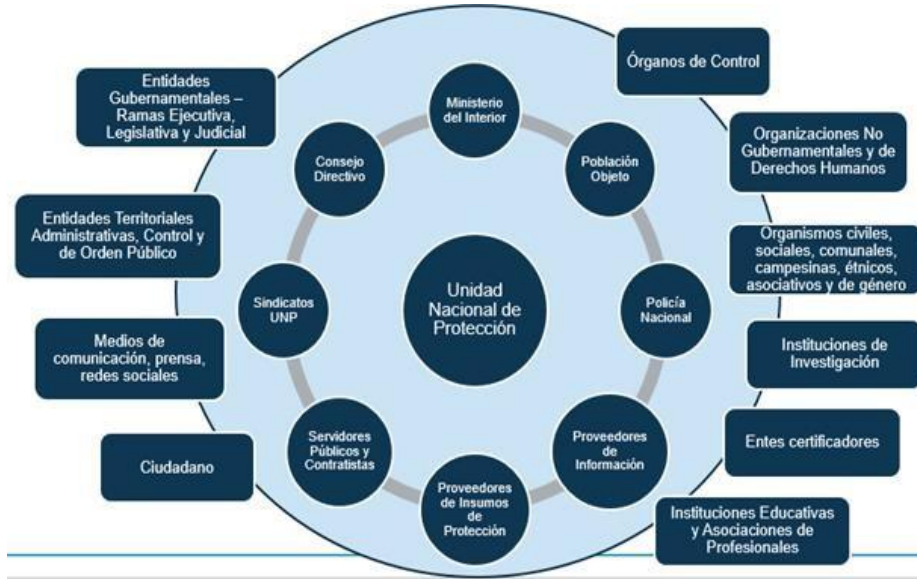 Entidades
Gubernamentales –
Ramas Ejecutiva,
Legislativa y Judicial
Entidades Territoriales
Administrativas, Control y
de Orden Público
Medios de
comunicación, prensa,
redes sociales
Ciudadano
Ministerio
del Interior
Población
Objeto
Policía
Nacional
Proveedores
de
Información
Proveedores
de Insumos
de
Protección
Servidores
Públicos y
Contratistas
Sindicatos
UNP
Consejo
Directivo
Unidad
Nacional de
Protección
Órganos de Control
Organizaciones No
Gubernamentales y de
Derechos Humanos
Organismos civiles,
sociales, comunales,
campesinas, étnicos,
asociativos y de género
Instituciones de
Investigación
Entes certificadores
Instituciones Educativas
y Asociaciones de
Profesionales